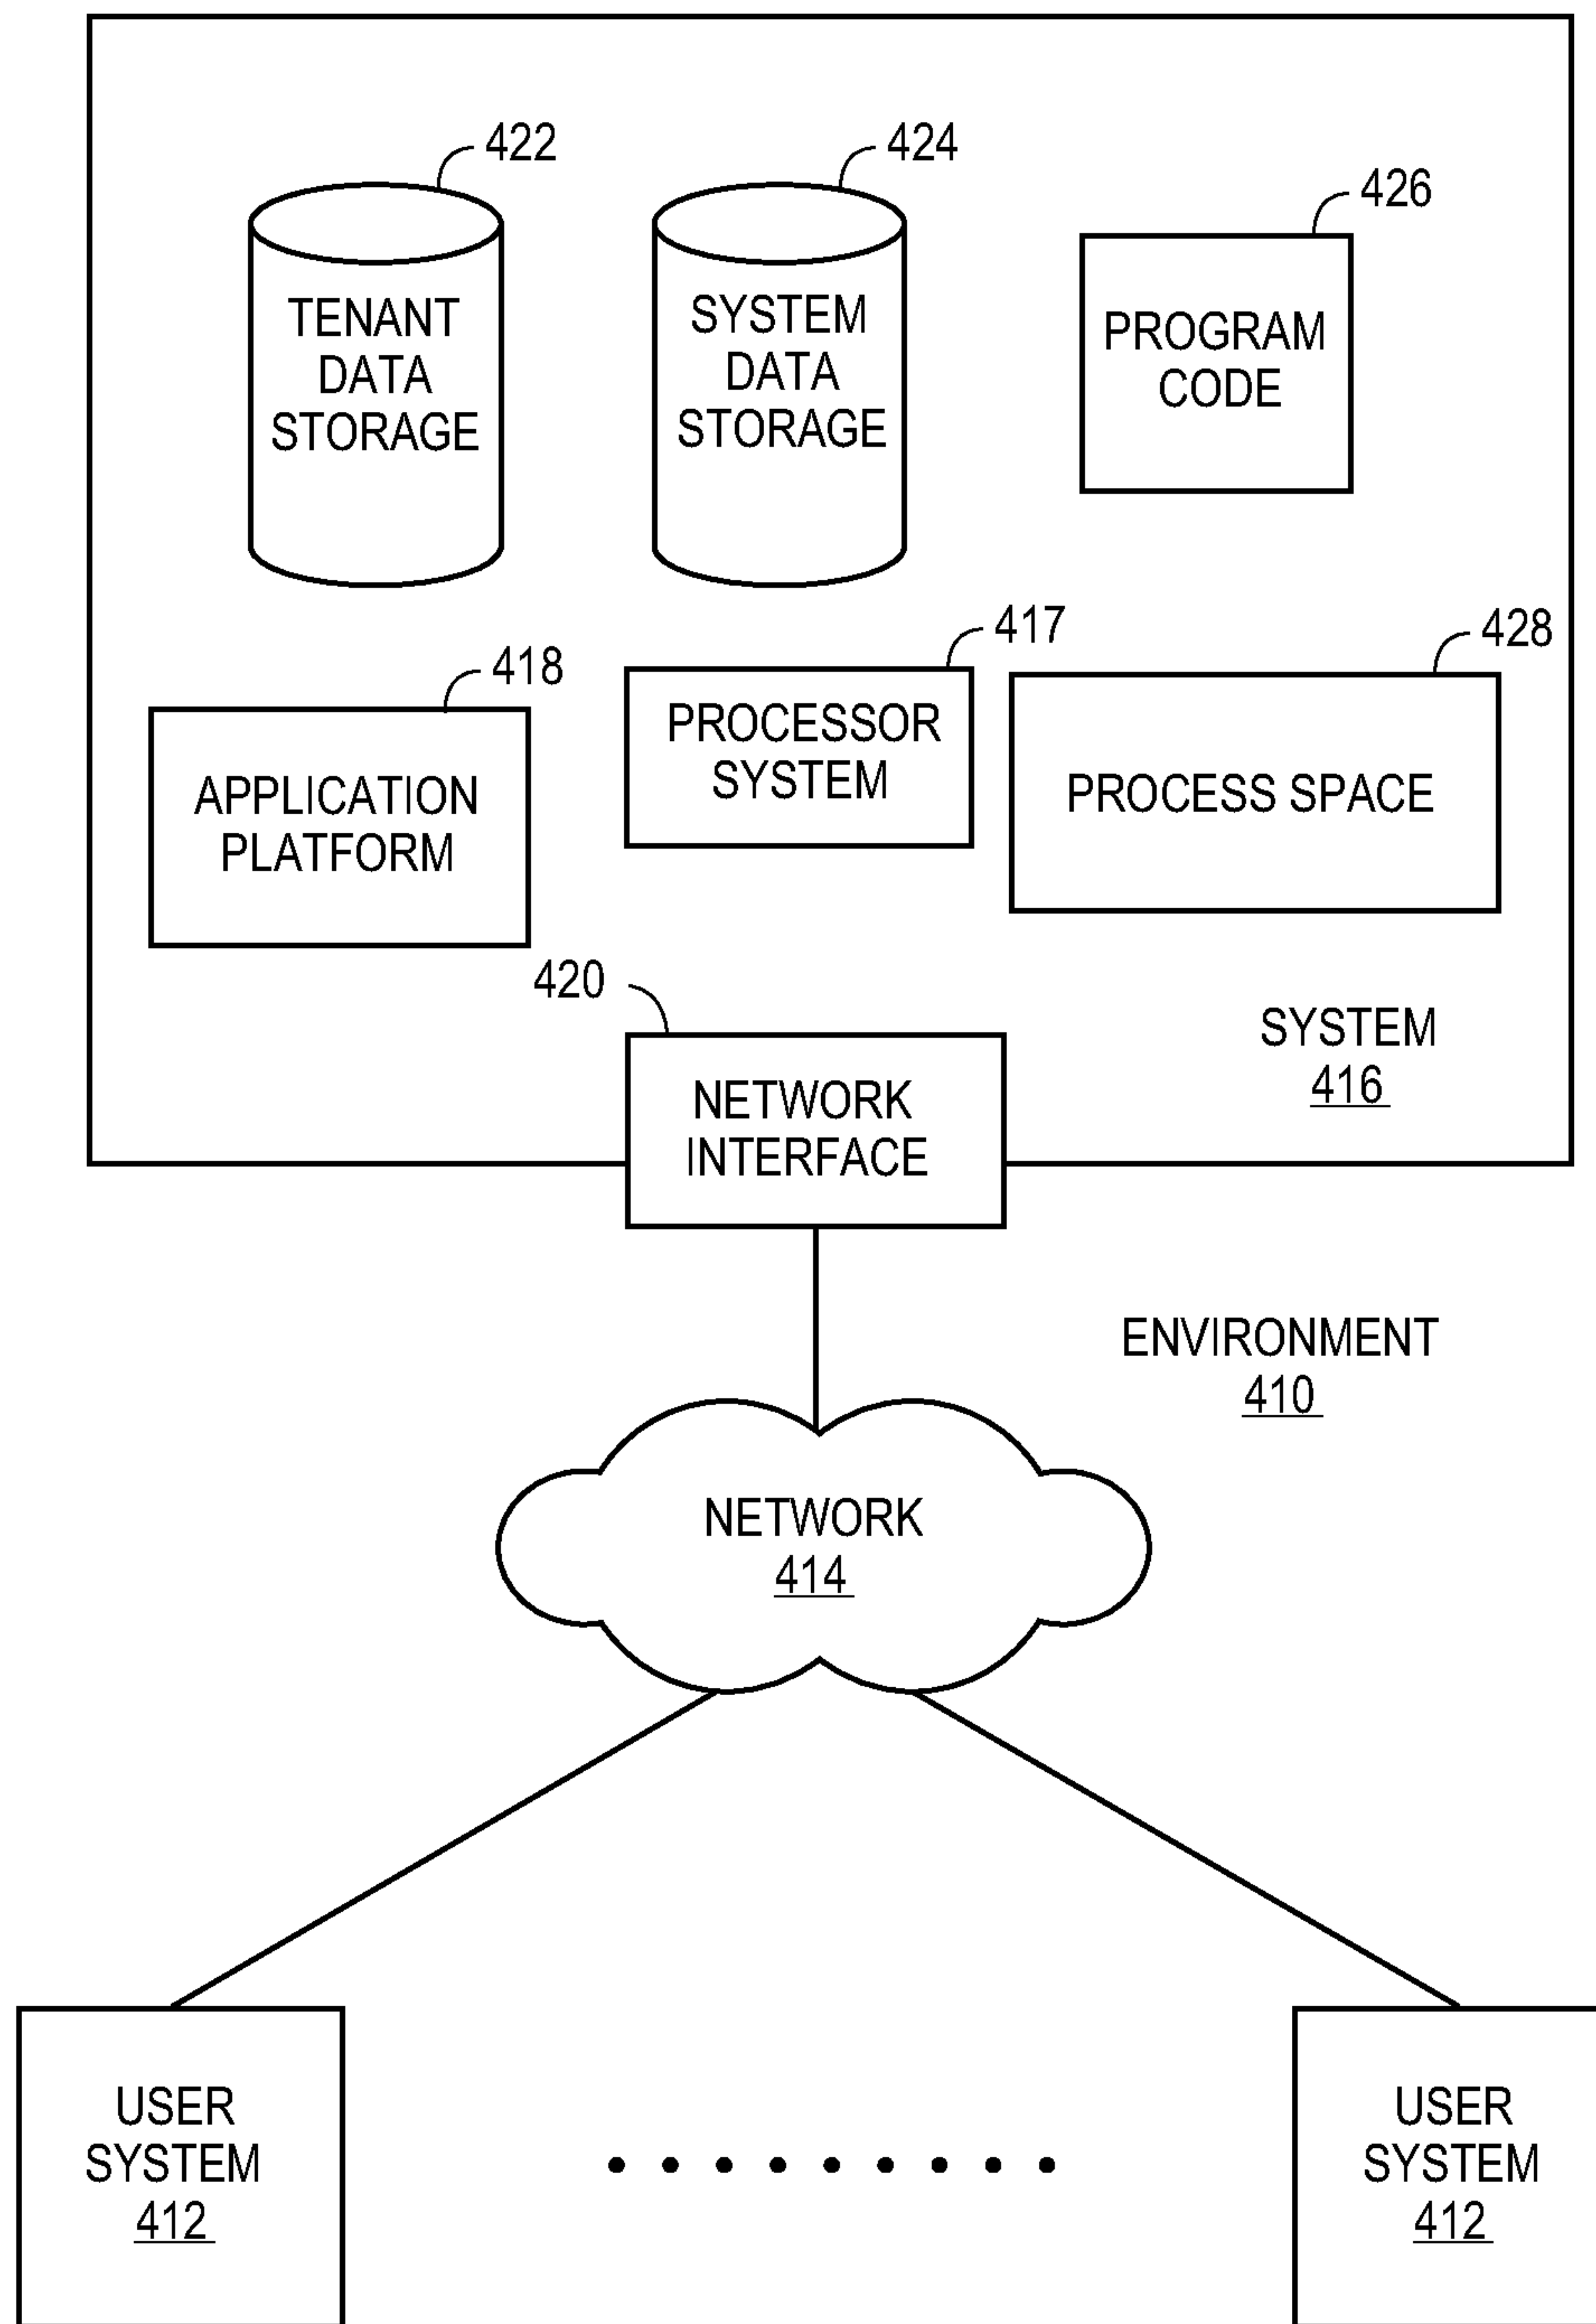 422
424
426
TENANT
DATA
STORAGE
SYSTEM
DATA
STORAGE
PROGRAM
CODE
418
417
428
APPLICATION
PLATFORM
PROCESSOR
SYSTEM
PROCESS SPACE
420
NETWORK
INTERFACE
SYSTEM
416
ENVIRONMENT
410
NETWORK
414
USER
SYSTEM
412
USER
SYSTEM
412